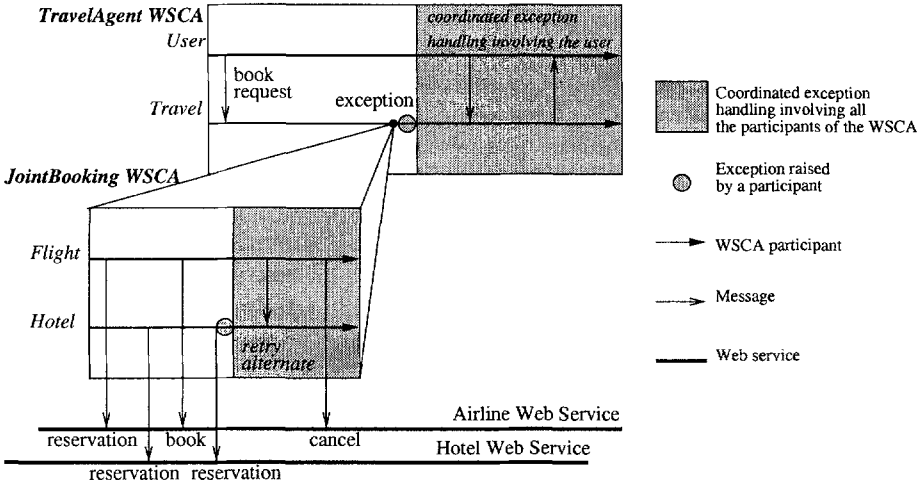 TravelAgent WSCA
User
coordinated exception
handling involving the user
book
request
Travel
exception
JointBooking WSCA
Flight
Hotel
retry
alternate
Airline Web Service
reservation book cancel
Hotel Web Service
reservation reservation
Coordinated exception
handling involving all
the participants of the WSCA
Exception raised
by a participant
WSCA participant
Message
Web service